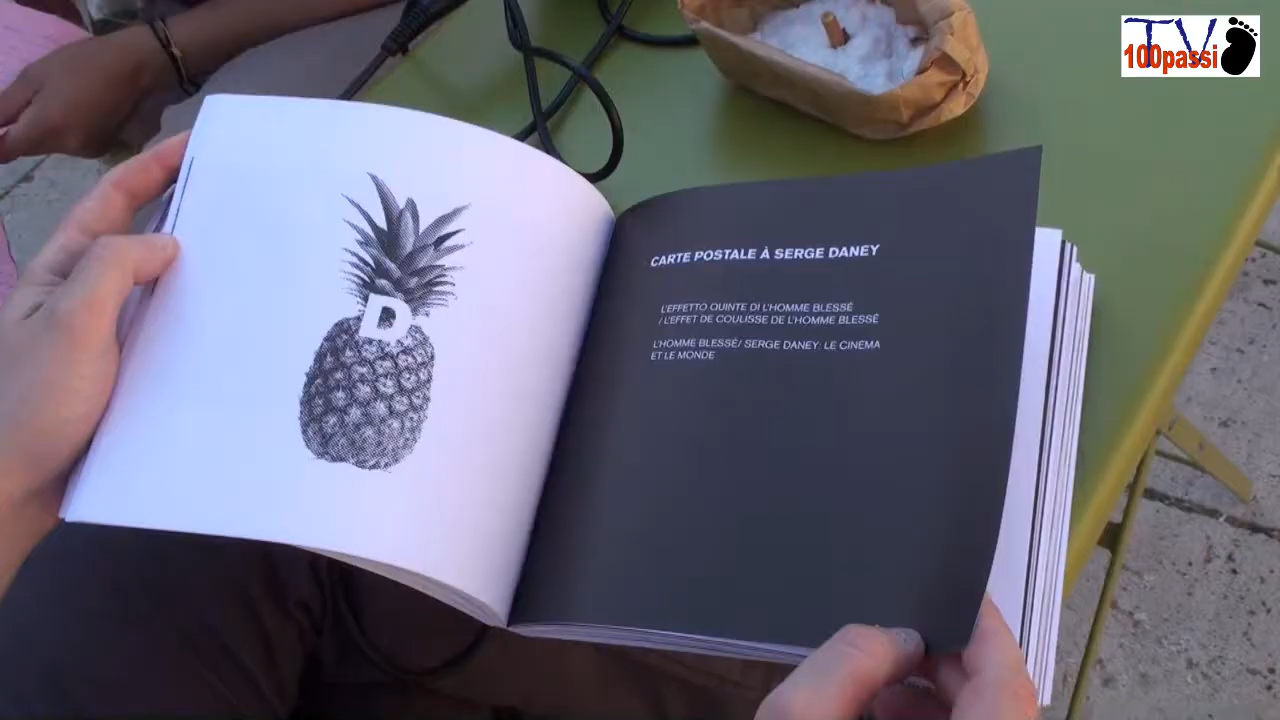 TV
100passi
D
CARTE POSTALE À SERGE DANEY
L'EFFETTO QUINTE DI L'HOMME BLESSÉ
/ L'EFFET DE COULISSE DE L'HOMME BLESSÉ
L'HOMME BLESSÉ/ SERGE DANEY: LE CINEMA
ET LE MONDE